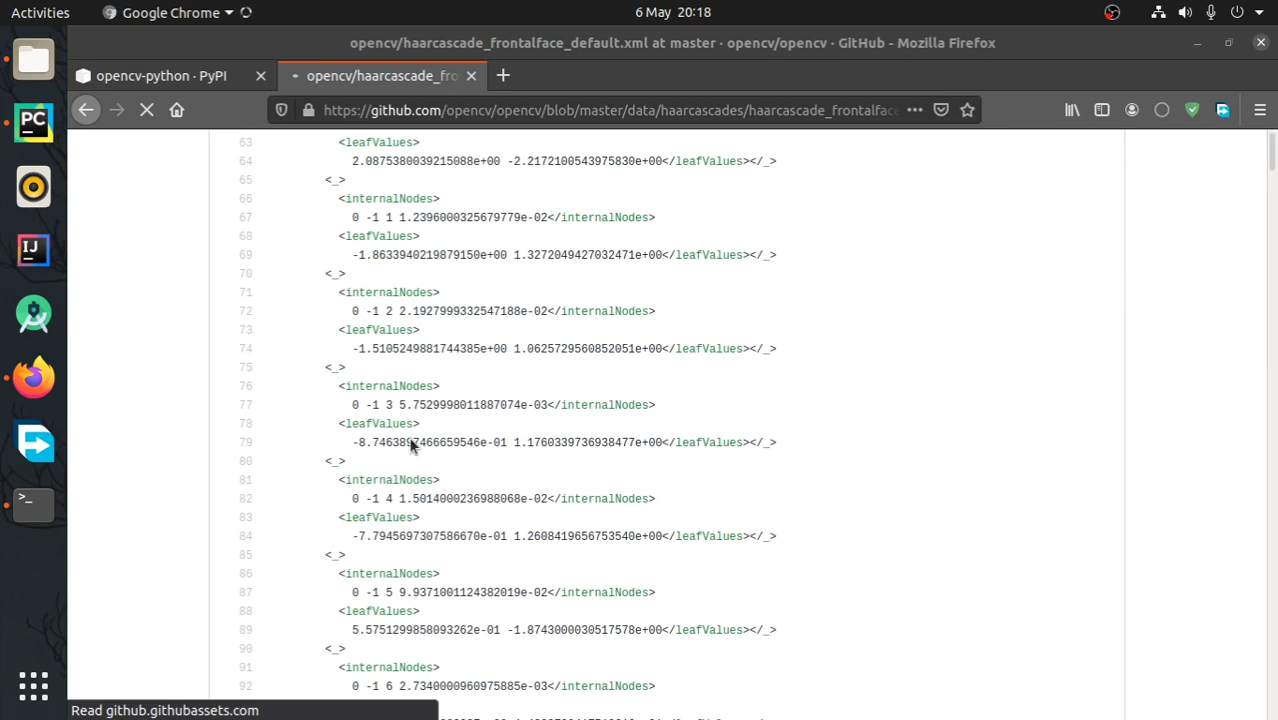 Activities
Google Chrome
6 May 20:18
opencv/haarcascade_frontalface_default.xml at master · opencv/opencv · GitHub - Mozilla Firefox
opencv-python · PyPI
opencv/haarcascade_fro
https://github.com/opencv/opencv/blob/master/data/haarcascades/haarcascade_frontalface
63 <leafValues>
64 2.0875380039215088e+00 -2.2172100543975830e+00</leafValues></_>
65 <_>
66 <internalNodes>
67 0 -1 1 1.2396000325679779e-02</internalNodes>
68 <leafValues>
69 -1.8633940219879150e+00 1.3272049427032471e+00</leafValues></_>
70 <_>
71 <internalNodes>
72 0 -1 2 2.1927999332547188e-02</internalNodes>
73 <leafValues>
74 -1.5105249881744385e+00 1.0625729560852051e+00</leafValues></_>
75 <_>
76 <internalNodes>
77 0 -1 3 5.7529998011887074e-03</internalNodes>
78 <leafValues>
79 -8.7463897466659546e-01 1.1760339736938477e+00</leafValues></_>
80 <_>
81 <internalNodes>
82 0 -1 4 1.5014000236988068e-02</internalNodes>
83 <leafValues>
84 -7.7945697307586670e-01 1.2608419656753540e+00</leafValues></_>
85 <_>
86 <internalNodes>
87 0 -1 5 9.9371001124382019e-02</internalNodes>
88 <leafValues>
89 5.5751299858093262e-01 -1.8743000030517578e+00</leafValues></_>
90 <_>
91 <internalNodes>
92 0 -1 6 2.7340000960975885e-03</internalNodes>
PC
IJ
>_
Read github.githubassets.com